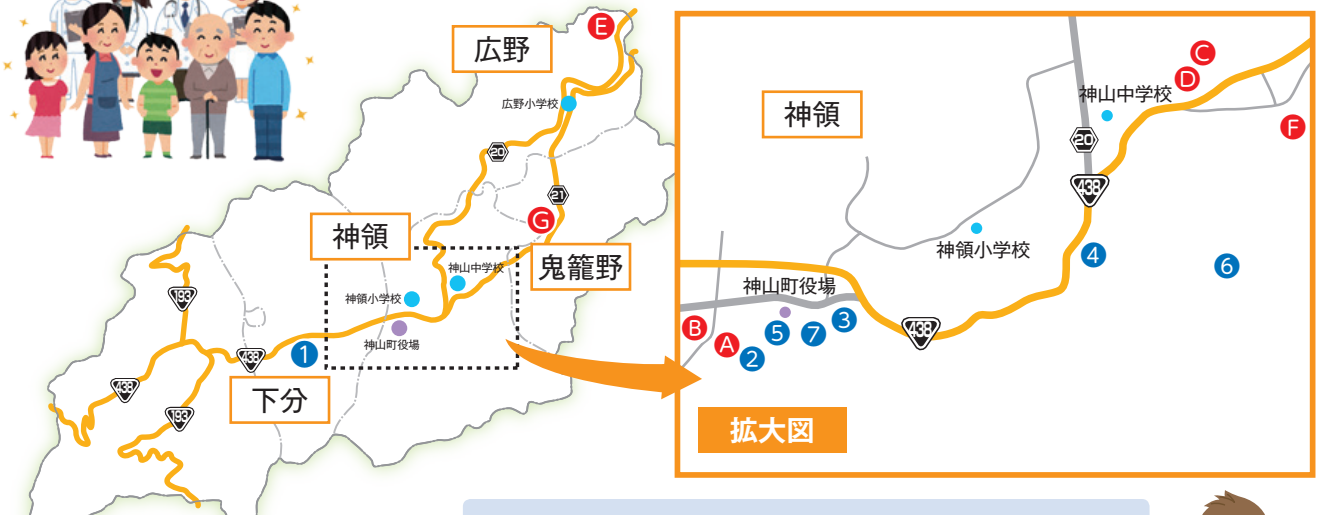 広野
E
広野小学校
20
21
G
神領
鬼籠野
神山中学校
神領小学校
神山町役場
193
438
1
438
193
下分
神領
C
D
神山中学校
F
20
438
神領小学校
4
6
神山町役場
B
A
2
5
7
3
438
拡大図